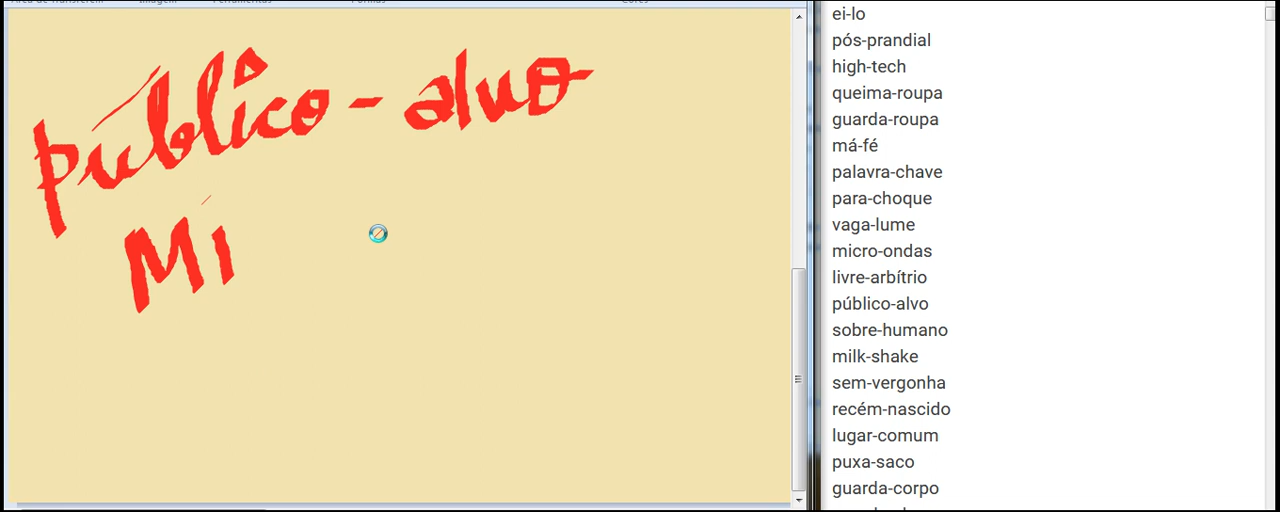 público-alvo
Mi
ei-lo
pós-prandial
high-tech
queima-roupa
guarda-roupa
má-fé
palavra-chave
para-choque
vaga-lume
micro-ondas
livre-arbítrio
público-alvo
sobre-humano
milk-shake
sem-vergonha
recém-nascido
lugar-comum
puxa-saco
guarda-corpo